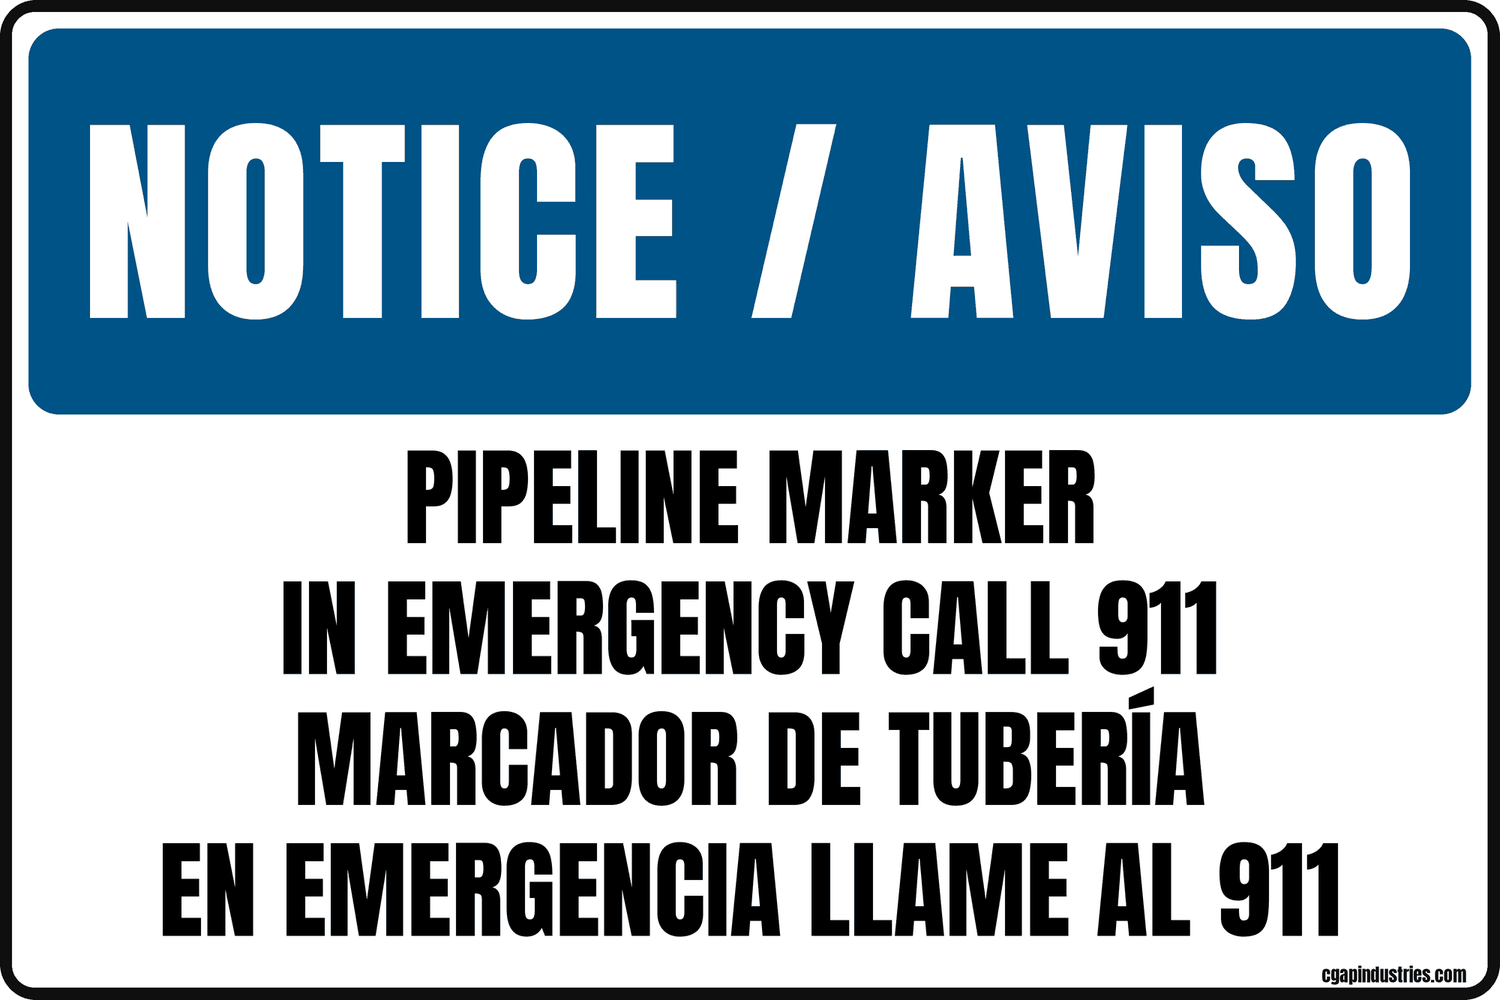 NOTICE / AVISO
PIPELINE MARKER
IN EMERGENCY CALL 911
MARCADOR DE TUBERÍA
EN EMERGENCIA LLAME AL 911
cgapindustries.com